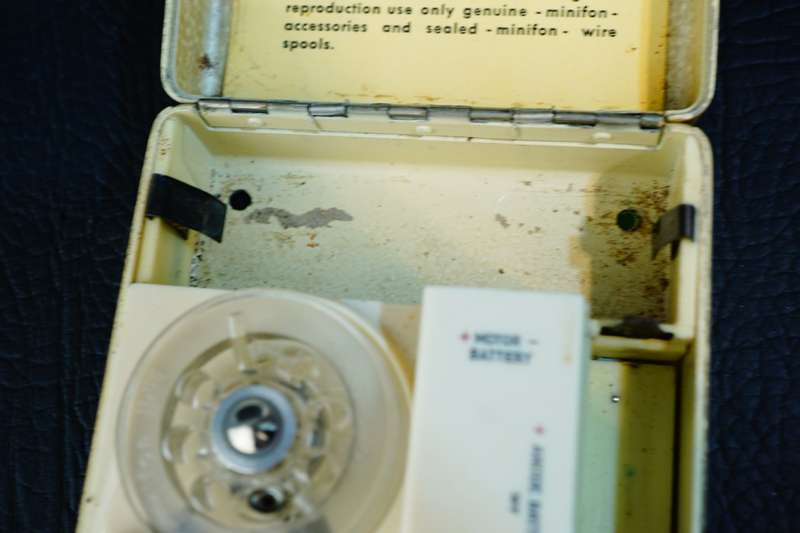 reproduction use only genuine - minifon -
accessories and sealed - minifon - wire
spools.
+ MOTOR -
BATTERY
+